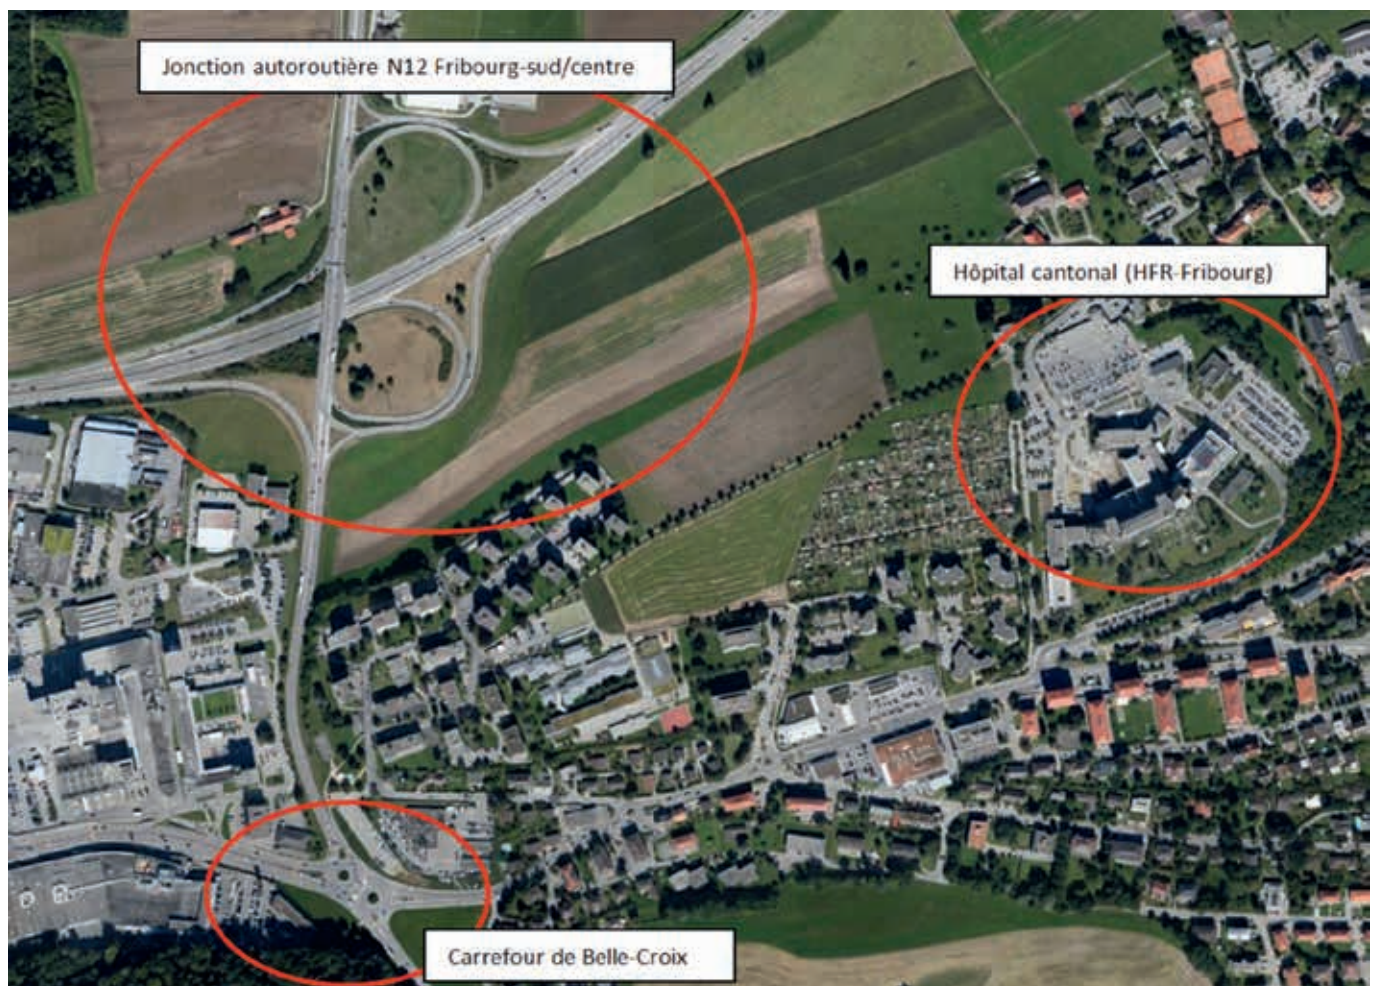 Jonction autoroutière N12 Fribourg-sud/centre
Hôpital cantonal (HFR-Fribourg)
Carrefour de Belle-Croix